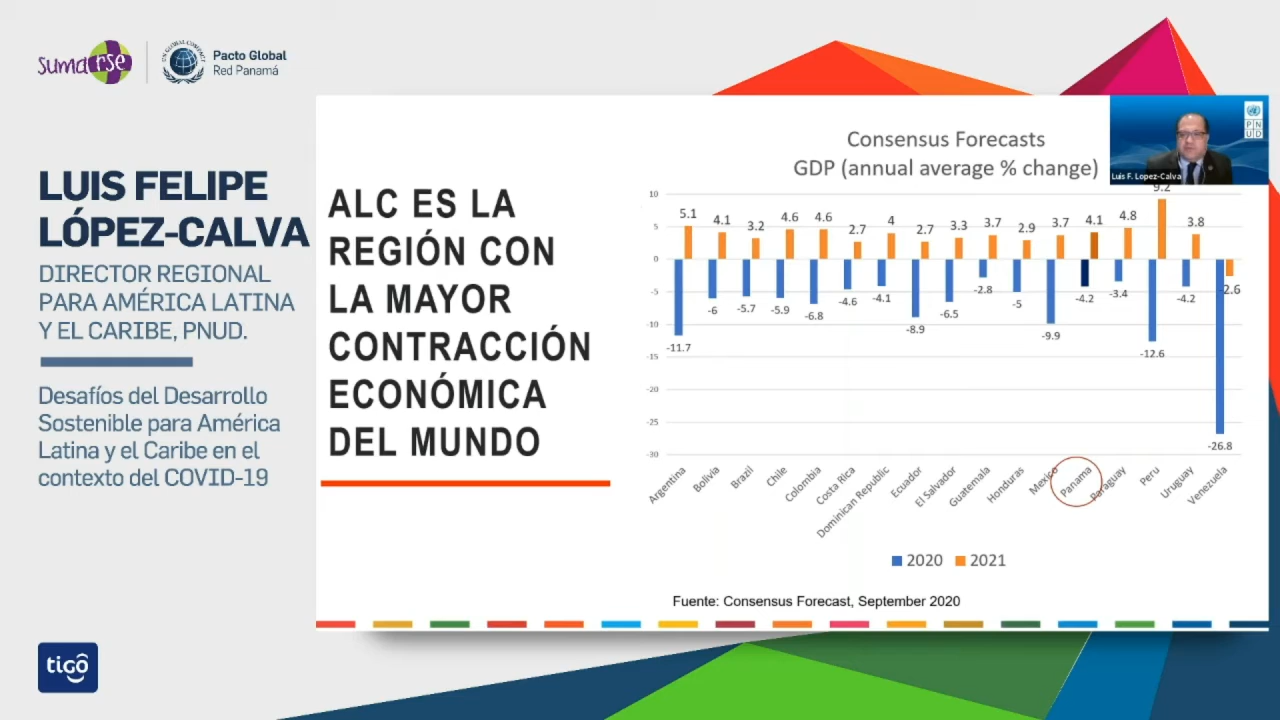 sumarse
UN GLOBAL COMPACT
Pacto Global
Red Panamá
LUIS FELIPE
LÓPEZ-CALVA
DIRECTOR REGIONAL
PARA AMÉRICA LATINA
Y EL CARIBE, PNUD.
Desafíos del Desarrollo
Sostenible para América
Latina y el Caribe en el
contexto del COVID-19
tigo
ALC ES LA
REGIÓN CON
LA MAYOR
CONTRACCIÓN
ECONÓMICA
DEL MUNDO
Consensus Forecasts
GDP (annual average % change)
PNUD
Luis F. Lopez-Calva
10
5
0
-5
-10
-15
-20
-25
-30
5.1 4.1 3.2 4.6 4.6 2.7 4 2.7 3.3 3.7 2.9 3.7 4.1 4.8 9.2 3.8 -2.6
-11.7 -6 -5.7 -5.9 -6.8 -4.6 -4.1 -8.9 -6.5 -2.8 -5 -9.9 -4.2 -3.4 -12.6 -4.2 -26.8
Argentina Bolivia Brazil Chile Colombia Costa Rica Dominican Republic Ecuador El Salvador Guatemala Honduras Mexico Panama Paraguay Peru Uruguay Venezuela
2020 2021
Fuente: Consensus Forecast, September 2020